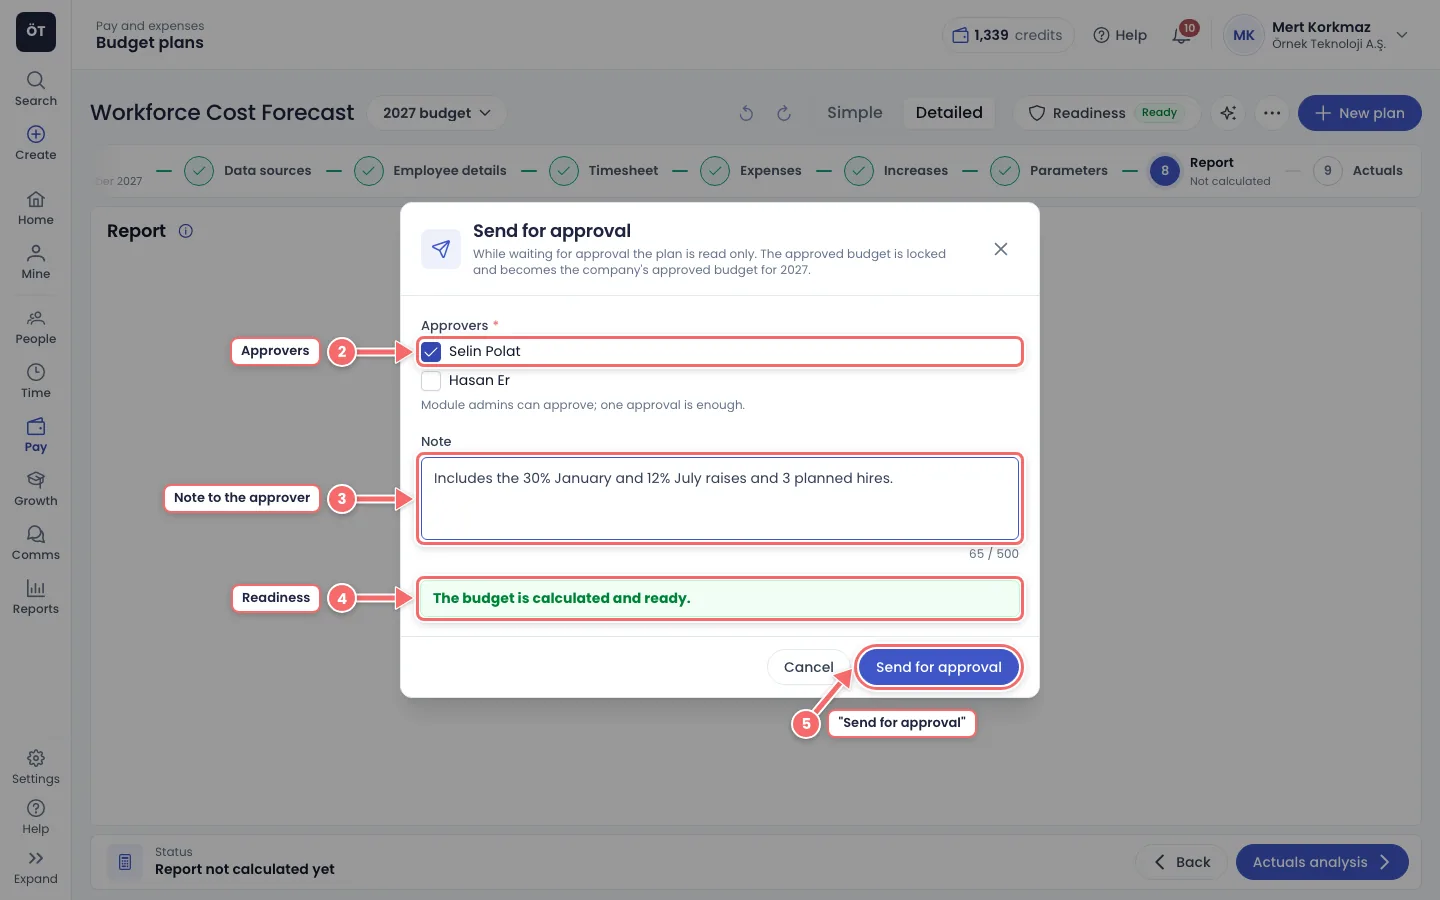 ÖT
Pay and expenses
Budget plans
1,339 credits
Help
10
MK
Mert Korkmaz
Örnek Teknoloji A.Ş.
Search
Create
Home
Mine
People
Time
Pay
Growth
Comms
Reports
Settings
Help
Expand
Workforce Cost Forecast
2027 budget
Simple
Detailed
Readiness
Ready
New plan
2027
Data sources
Employee details
Timesheet
Expenses
Increases
Parameters
8
Report
Not calculated
9
Actuals
Report
Send for approval
While waiting for approval the plan is read only. The approved budget is locked
and becomes the company's approved budget for 2027.
Approvers *
Approvers
2
Selin Polat
Hasan Er
Module admins can approve; one approval is enough.
Note
Note to the approver
3
Includes the 30% January and 12% July raises and 3 planned hires.
65 / 500
Readiness
4
The budget is calculated and ready.
Cancel
Send for approval
5
"Send for approval"
Status
Report not calculated yet
Back
Actuals analysis